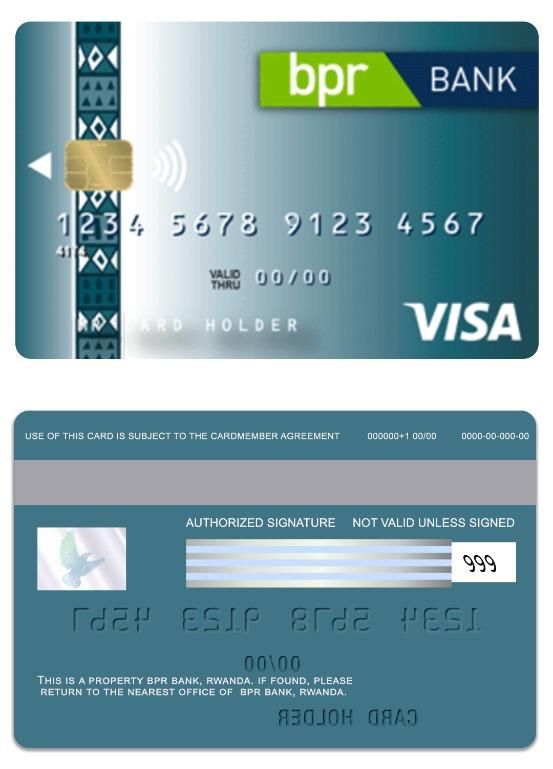 bpr BANK
1234 5678 9123 4567
4174
VALID THRU 00/00
CARD HOLDER
VISA
USE OF THIS CARD IS SUBJECT TO THE CARDMEMBER AGREEMENT 000000+1 00/00 0000-00-000-00
AUTHORIZED SIGNATURE NOT VALID UNLESS SIGNED
999
1234 5678 9123 4567
00/00
THIS IS A PROPERTY BPR BANK, RWANDA. IF FOUND, PLEASE
RETURN TO THE NEAREST OFFICE OF BPR BANK, RWANDA.
CARD HOLDER